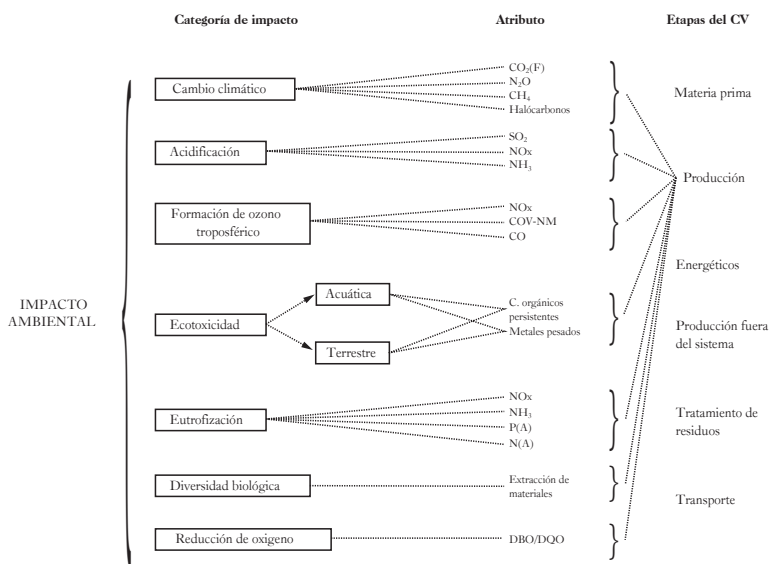 Categoría de impacto
Atributo
Etapas del CV
IMPACTO
AMBIENTAL
Cambio climático
CO₂(F)
N₂O
CH₄
Halócarbonos
Acidificación
SO₂
NOx
NH₃
Formación de ozono
troposférico
NOx
COV-NM
CO
Ecotoxicidad
Acuática
Terrestre
C. orgánicos
persistentes
Metales pesados
Eutrofización
NOx
NH₃
P(A)
N(A)
Diversidad biológica
Extracción de
materiales
Reducción de oxigeno
DBO/DQO
Materia prima
Producción
Energéticos
Producción fuera
del sistema
Tratamiento de
residuos
Transporte